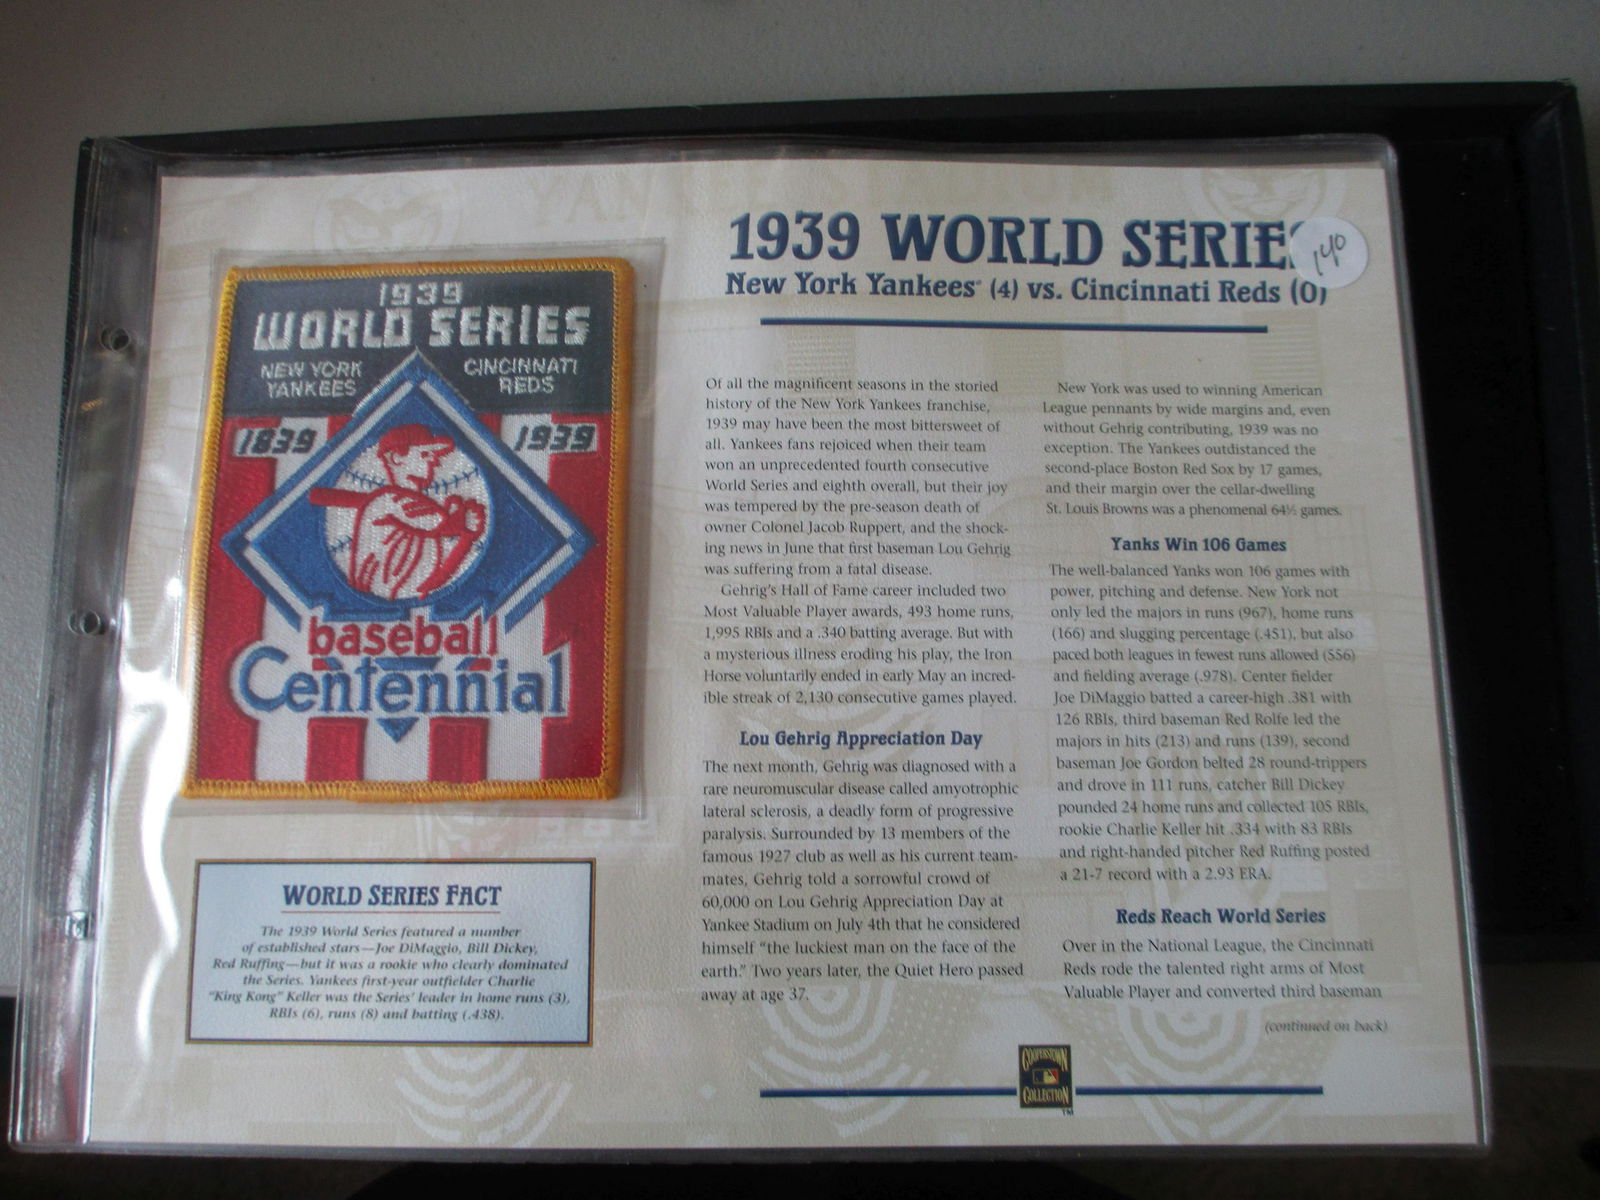 1939
WORLD SERIES
NEW YORK
YANKEES
CINCINNATI
REDS
1839
1939
baseball
Centennial
WORLD SERIES FACT
The 1939 World Series featured a number
of established stars—Joe DiMaggio, Bill Dickey,
Red Ruffing—but it was a rookie who clearly dominated
the Series. Yankees first-year outfielder Charlie
"King Kong" Keller was the Series' leader in home runs (3),
RBIs (6), runs (8) and batting (.438).
1939 WORLD SERIE
140
New York Yankees (4) vs. Cincinnati Reds (0)
Of all the magnificent seasons in the storied
history of the New York Yankees franchise,
1939 may have been the most bittersweet of
all. Yankees fans rejoiced when their team
won an unprecedented fourth consecutive
World Series and eighth overall, but their joy
was tempered by the pre-season death of
owner Colonel Jacob Ruppert, and the shock-
ing news in June that first baseman Lou Gehrig
was suffering from a fatal disease.
Gehrig's Hall of Fame career included two
Most Valuable Player awards, 493 home runs,
1,995 RBIs and a .340 batting average. But with
a mysterious illness eroding his play, the Iron
Horse voluntarily ended in early May an incred-
ible streak of 2,130 consecutive games played.
Lou Gehrig Appreciation Day
The next month, Gehrig was diagnosed with a
rare neuromuscular disease called amyotrophic
lateral sclerosis, a deadly form of progressive
paralysis. Surrounded by 13 members of the
famous 1927 club as well as his current team-
mates, Gehrig told a sorrowful crowd of
60,000 on Lou Gehrig Appreciation Day at
Yankee Stadium on July 4th that he considered
himself "the luckiest man on the face of the
earth." Two years later, the Quiet Hero passed
away at age 37.
New York was used to winning American
League pennants by wide margins and, even
without Gehrig contributing, 1939 was no
exception. The Yankees outdistanced the
second-place Boston Red Sox by 17 games,
and their margin over the cellar-dwelling
St. Louis Browns was a phenomenal 64½ games.
Yanks Win 106 Games
The well-balanced Yanks won 106 games with
power, pitching and defense. New York not
only led the majors in runs (967), home runs
(166) and slugging percentage (.451), but also
paced both leagues in fewest runs allowed (556)
and fielding average (.978). Center fielder
Joe DiMaggio batted a career-high .381 with
126 RBIs, third baseman Red Rolfe led the
majors in hits (213) and runs (139), second
baseman Joe Gordon belted 28 round-trippers
and drove in 111 runs, catcher Bill Dickey
pounded 24 home runs and collected 105 RBIs,
rookie Charlie Keller hit .334 with 83 RBIs
and right-handed pitcher Red Ruffing posted
a 21-7 record with a 2.93 ERA.
Reds Reach World Series
Over in the National League, the Cincinnati
Reds rode the talented right arms of Most
Valuable Player and converted third baseman
(continued on back)
COOPERSTOWN
COLLECTION
TM